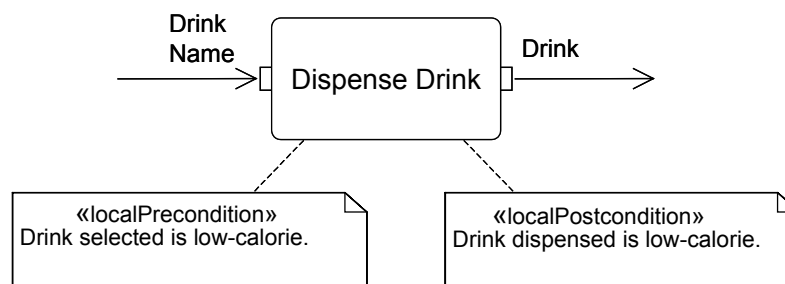 Drink
Name
Dispense Drink
Drink
«localPrecondition»
Drink selected is low-calorie.
«localPostcondition»
Drink dispensed is low-calorie.